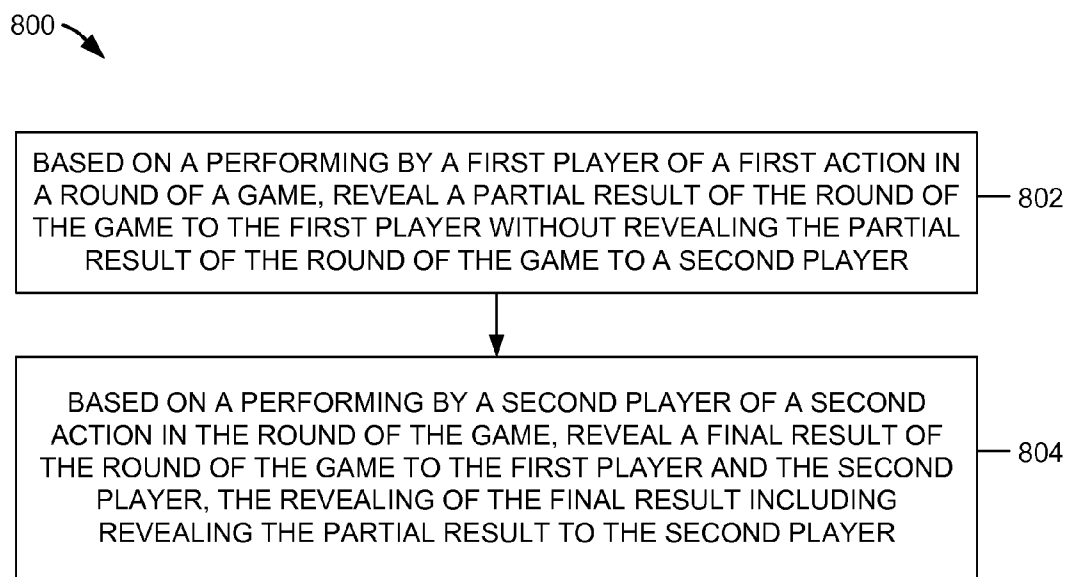 800
BASED ON A PERFORMING BY A FIRST PLAYER OF A FIRST ACTION IN
A ROUND OF A GAME, REVEAL A PARTIAL RESULT OF THE ROUND OF
THE GAME TO THE FIRST PLAYER WITHOUT REVEALING THE PARTIAL
RESULT OF THE ROUND OF THE GAME TO A SECOND PLAYER
802
BASED ON A PERFORMING BY A SECOND PLAYER OF A SECOND
ACTION IN THE ROUND OF THE GAME, REVEAL A FINAL RESULT OF
THE ROUND OF THE GAME TO THE FIRST PLAYER AND THE SECOND
PLAYER, THE REVEALING OF THE FINAL RESULT INCLUDING
REVEALING THE PARTIAL RESULT TO THE SECOND PLAYER
804